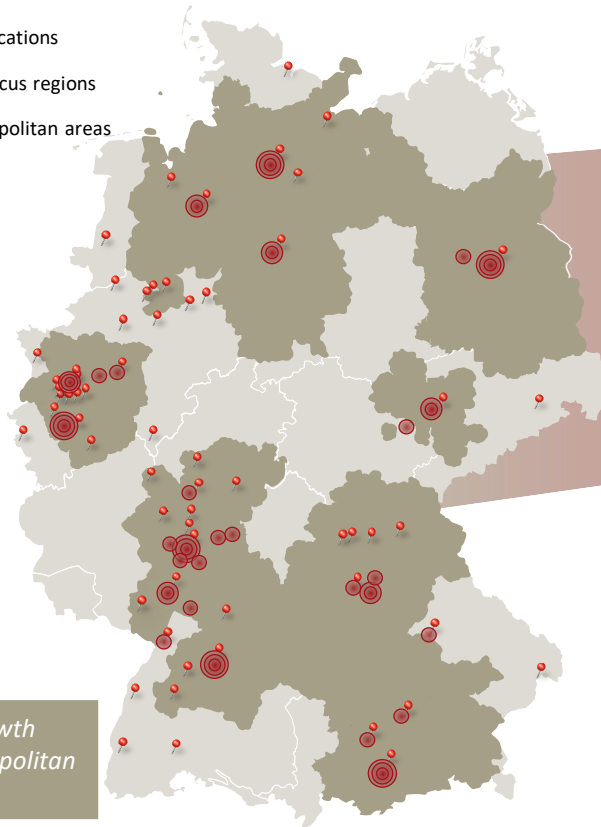 cations
cus regions
politan areas
wth
politan